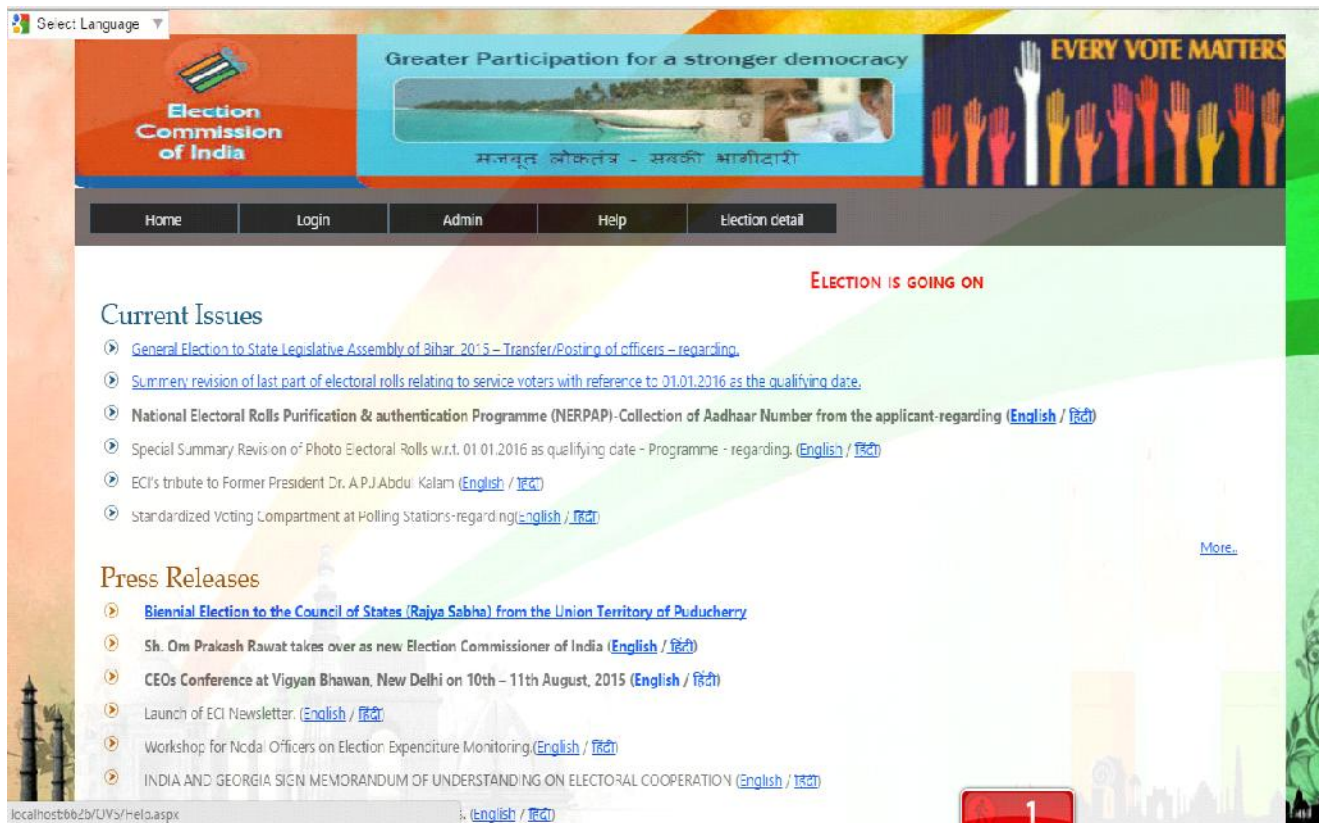 Select Language ▼
Election
Commission
of India
Greater Participation for a stronger democracy
मजबूत लोकतंत्र - सबकी भागीदारी
EVERY VOTE MATTERS
Home Login Admin Help Election detail
ELECTION IS GOING ON
Current Issues
General Election to State Legislative Assembly of Bihar, 2015 – Transfer/Posting of officers – regarding.
Summery revision of last part of electoral rolls relating to service voters with reference to 01.01.2016 as the qualifying date.
National Electoral Rolls Purification & authentication Programme (NERPAP)-Collection of Aadhaar Number from the applicant-regarding (English / हिंदी)
Special Summary Revision of Photo Electoral Rolls w.r.t. 01.01.2016 as qualifying date - Programme - regarding. (English / हिंदी)
ECI's tribute to Former President Dr. A.P.J.Abdul Kalam (English / हिंदी)
Standardized Voting Compartment at Polling Stations-regarding(English / हिंदी)
More..
Press Releases
Biennial Election to the Council of States (Rajya Sabha) from the Union Territory of Puducherry
Sh. Om Prakash Rawat takes over as new Election Commissioner of India (English / हिंदी)
CEOs Conference at Vigyan Bhawan, New Delhi on 10th – 11th August, 2015 (English / हिंदी)
Launch of ECI Newsletter. (English / हिंदी)
Workshop for Nodal Officers on Election Expenditure Monitoring.(English / हिंदी)
INDIA AND GEORGIA SIGN MEMORANDUM OF UNDERSTANDING ON ELECTORAL COOPERATION (English / हिंदी)
s. (English / हिंदी)
localhost:6626/OVS/Help.aspx
1